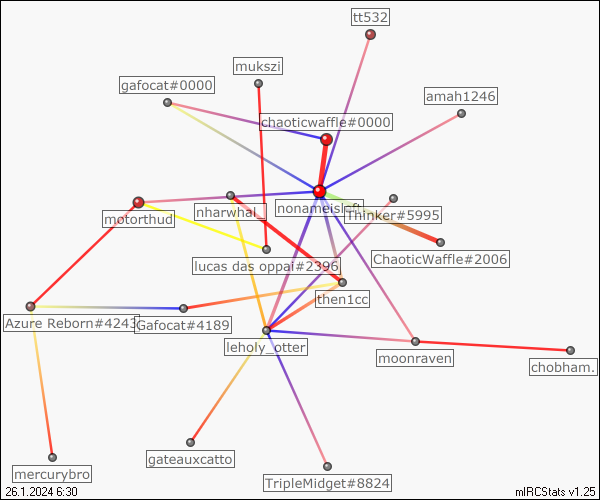 tt532
mukszi
gafocat#0000
amah1246
chaoticwaffle#0000
nharwhal_
nonameisleft
Thinker#5995
motorthud
ChaoticWaffle#2006
lucas das oppai#2396
then1cc
Azure Reborn#4243
Gafocat#4189
leholy_otter
moonraven
chobham.
gateauxcatto
mercurybro
TripleMidget#8824
26.1.2024 6:30
mIRCStats v1.25